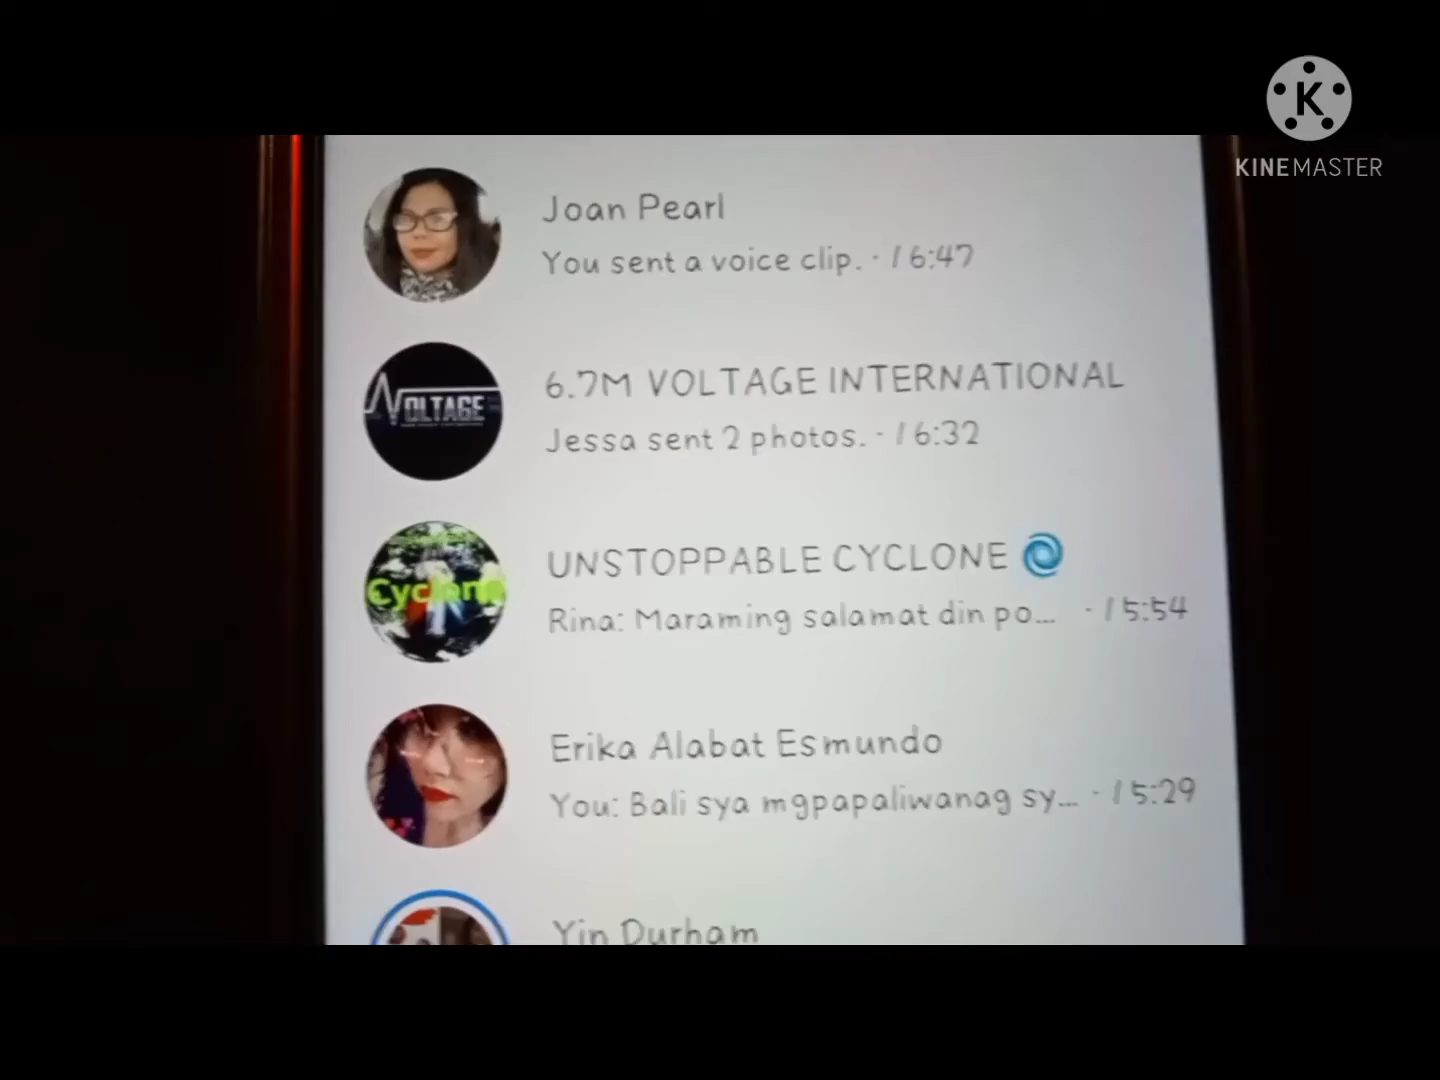 KINEMASTER
Joan Pearl
You sent a voice clip. · 16:47
VOLTAGE
6.7M VOLTAGE INTERNATIONAL
Jessa sent 2 photos. · 16:32
Cyclone
UNSTOPPABLE CYCLONE 🌀
Rina: Maraming salamat din po... · 15:54
Erika Alabat Esmundo
You: Bali sya mgpapaliwanag sy... · 15:29
Yin Durham